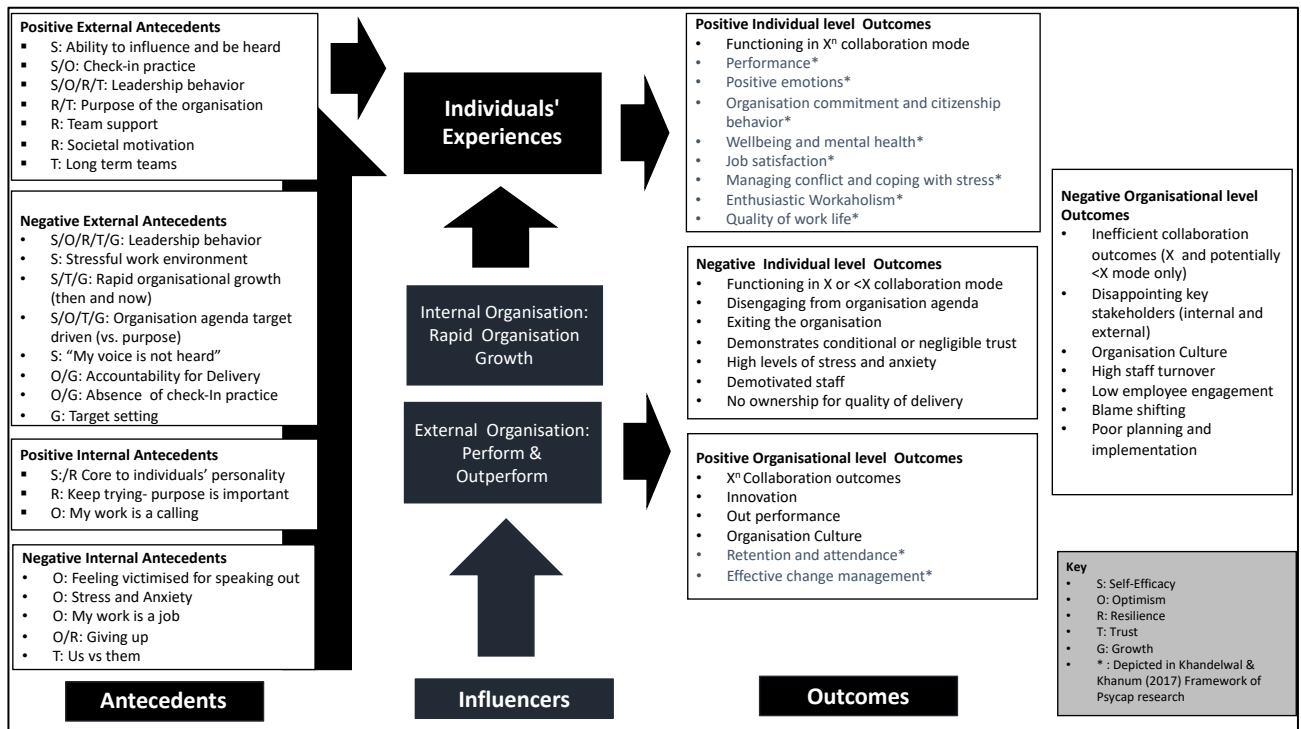 Positive External Antecedents
▪ S: Ability to influence and be heard
▪ S/O: Check-in practice
▪ S/O/R/T: Leadership behavior
▪ R/T: Purpose of the organisation
▪ R: Team support
▪ R: Societal motivation
▪ T: Long term teams
Negative External Antecedents
• S/O/R/T/G: Leadership behavior
• S: Stressful work environment
• S/T/G: Rapid organisational growth
(then and now)
• S/O/T/G: Organisation agenda target
driven (vs. purpose)
• S: “My voice is not heard”
• O/G: Accountability for Delivery
• O/G: Absence of check-In practice
• G: Target setting
Positive Internal Antecedents
▪ S:/R Core to individuals’ personality
▪ R: Keep trying- purpose is important
▪ O: My work is a calling
Negative Internal Antecedents
• O: Feeling victimised for speaking out
• O: Stress and Anxiety
• O: My work is a job
• O/R: Giving up
• T: Us vs them
Antecedents
Individuals'
Experiences
Internal Organisation:
Rapid Organisation
Growth
External Organisation:
Perform &
Outperform
Influencers
Positive Individual level Outcomes
• Functioning in Xⁿ collaboration mode
• Performance*
• Positive emotions*
• Organisation commitment and citizenship
behavior*
• Wellbeing and mental health*
• Job satisfaction*
• Managing conflict and coping with stress*
• Enthusiastic Workaholism*
• Quality of work life*
Negative Individual level Outcomes
• Functioning in X or <X collaboration mode
• Disengaging from organisation agenda
• Exiting the organisation
• Demonstrates conditional or negligible trust
• High levels of stress and anxiety
• Demotivated staff
• No ownership for quality of delivery
Positive Organisational level Outcomes
• Xⁿ Collaboration outcomes
• Innovation
• Out performance
• Organisation Culture
• Retention and attendance*
• Effective change management*
Outcomes
Negative Organisational level
Outcomes
• Inefficient collaboration
outcomes (X and potentially
<X mode only)
• Disappointing key
stakeholders (internal and
external)
• Organisation Culture
• High staff turnover
• Low employee engagement
• Blame shifting
• Poor planning and
implementation
Key
• S: Self-Efficacy
• O: Optimism
• R: Resilience
• T: Trust
• G: Growth
• * : Depicted in Khandelwal &
Khanum (2017) Framework of
Psycap research